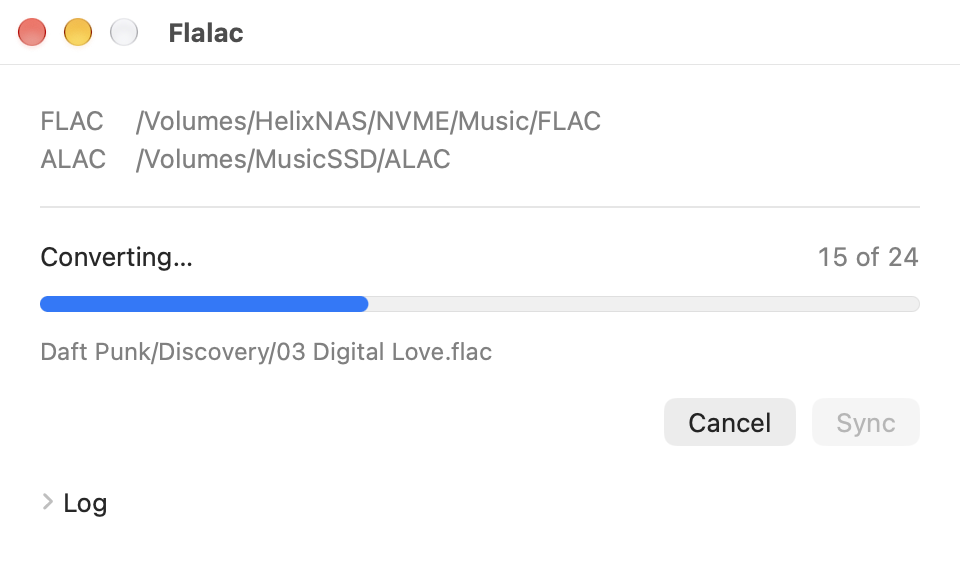 Flalac
FLAC /Volumes/HelixNAS/NVME/Music/FLAC
ALAC /Volumes/MusicSSD/ALAC
Converting... 15 of 24
Daft Punk/Discovery/03 Digital Love.flac
Cancel Sync
Log